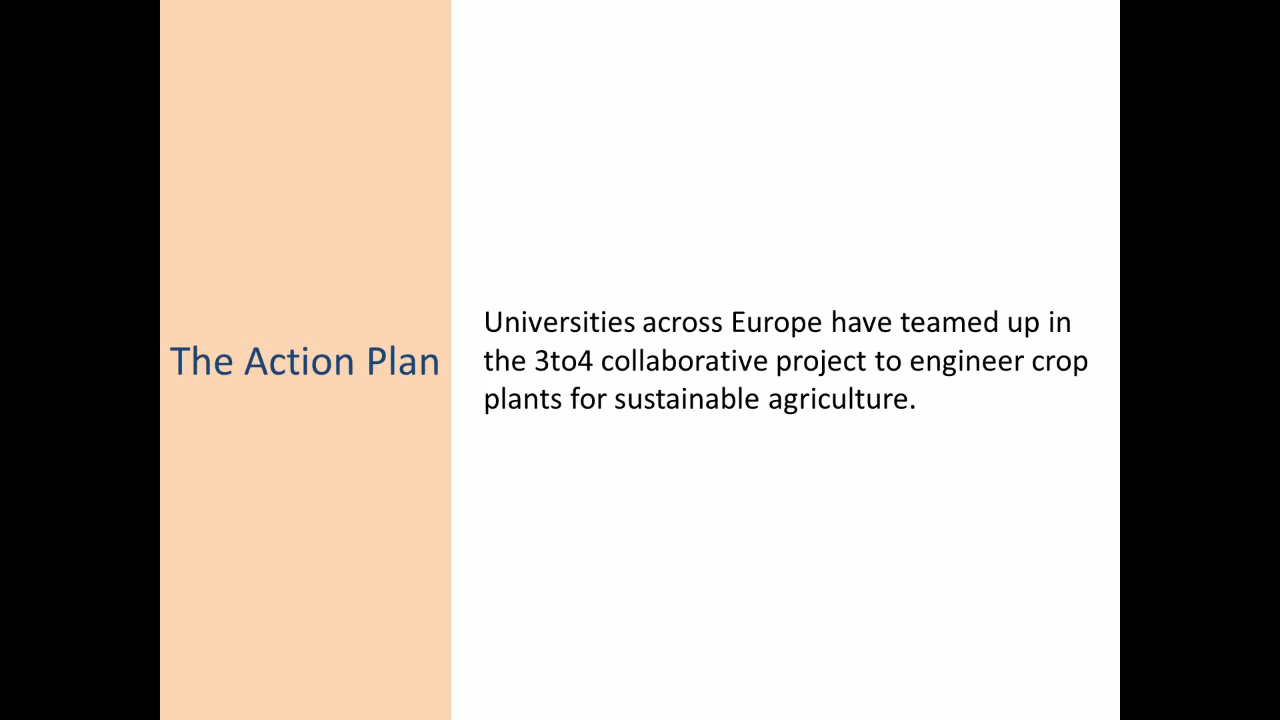 The Action Plan
Universities across Europe have teamed up in
the 3to4 collaborative project to engineer crop
plants for sustainable agriculture.